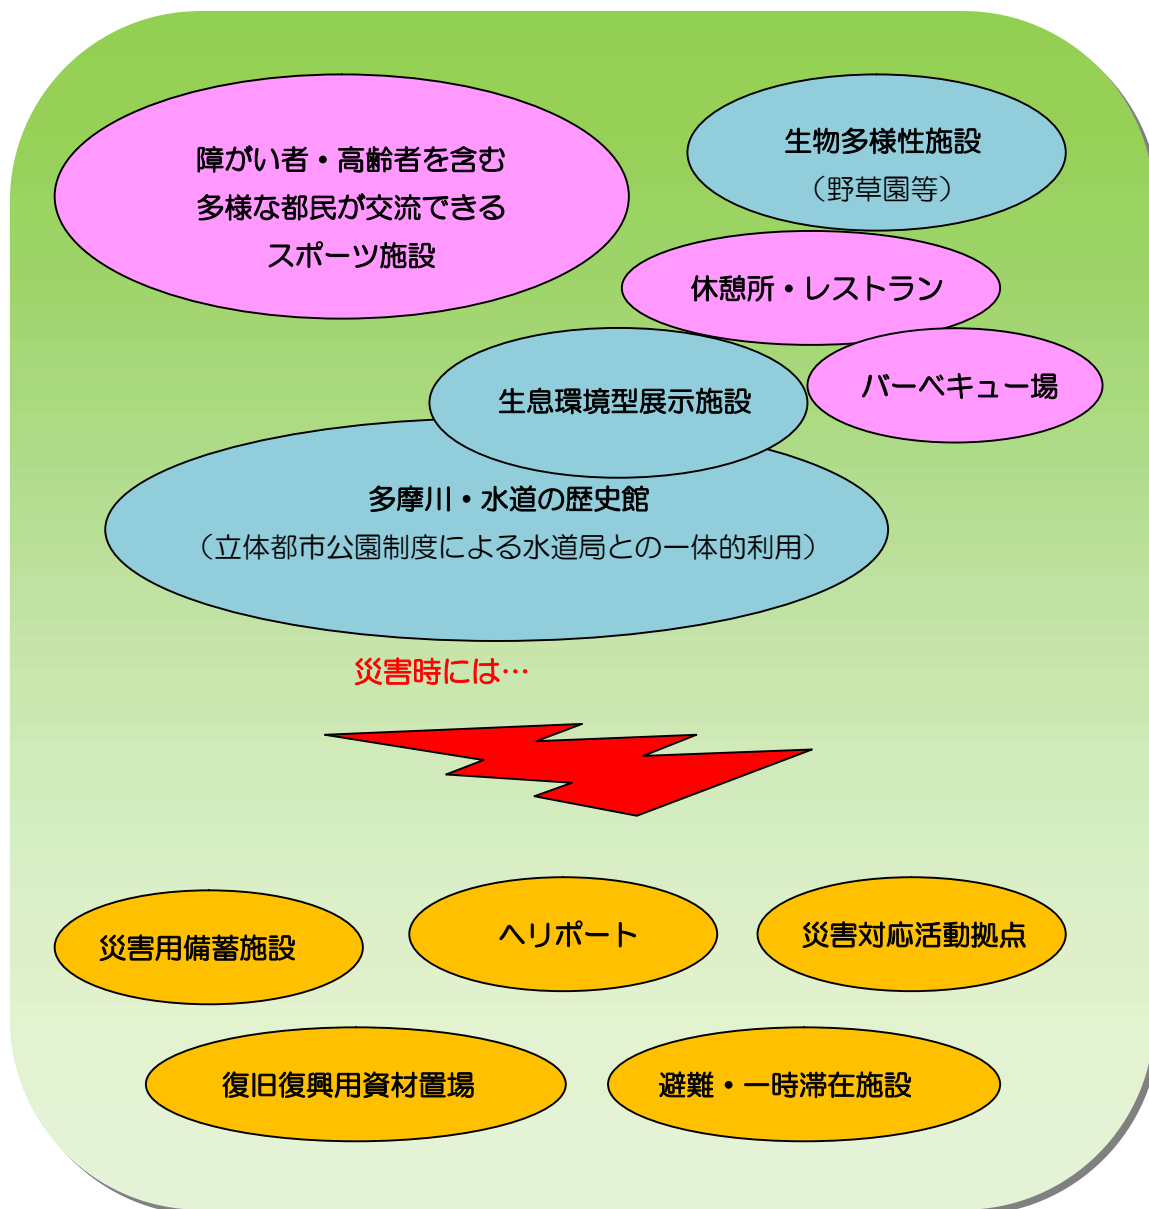 障がい者・高齢者を含む
多様な都民が交流できる
スポーツ施設
生物多様性施設
（野草園等）
休憩所・レストラン
バーベキュー場
生息環境型展示施設
多摩川・水道の歴史館
（立体都市公園制度による水道局との一体的利用）
災害時には…
災害用備蓄施設
ヘリポート
災害対応活動拠点
復旧復興用資材置場
避難・一時滞在施設